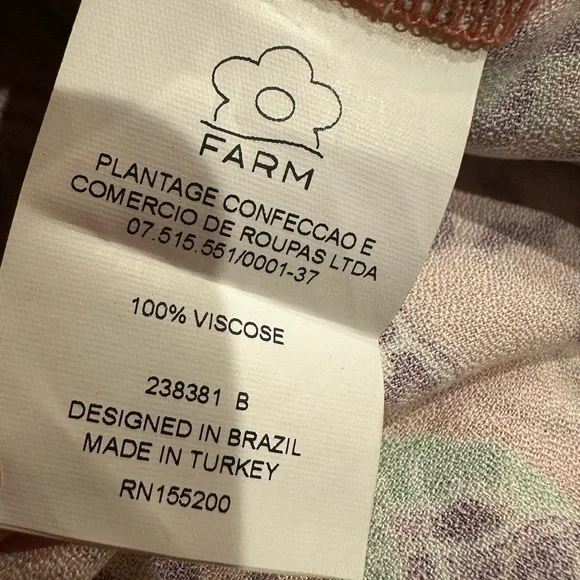 FARM
PLANTAGE CONFECCAO E
COMERCIO DE ROUPAS LTDA
07.515.551/0001-37
100% VISCOSE
238381 B
DESIGNED IN BRAZIL
MADE IN TURKEY
RN155200